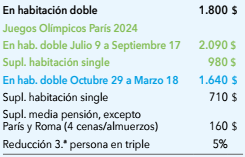 En habitación doble 1.800 $
Juegos Olímpicos París 2024
En hab. doble Julio 9 a Septiembre 17 2.090 $
Supl. habitación single 980 $
En hab. doble Octubre 29 a Marzo 18 1.640 $
Supl. habitación single 710 $
Supl. media pensión, excepto
París y Roma (4 cenas/almuerzos) 160 $
Reducción 3.ª persona en triple 5%